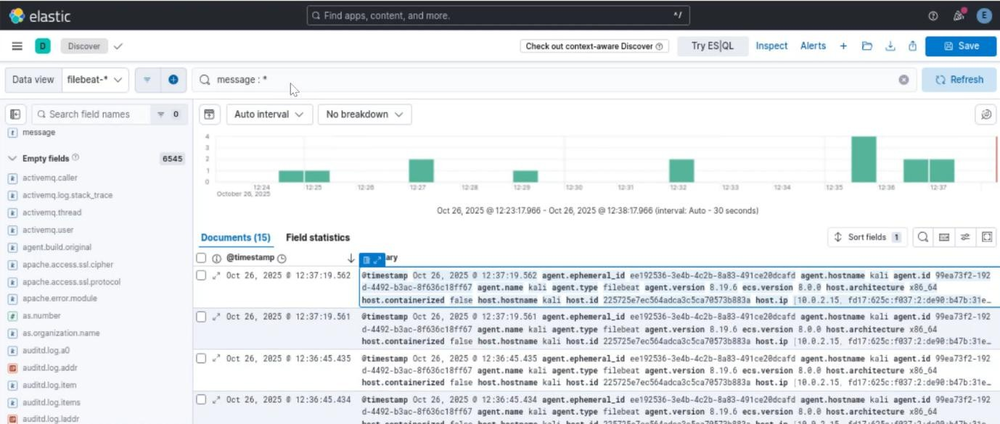 elastic
Find apps, content, and more.
^/
E
D
Discover
Check out context-aware Discover
Try ES|QL
Inspect
Alerts
Save
Data view
filebeat-*
message : *
Refresh
Search field names
0
Auto interval
No breakdown
message
Empty fields
6545
activemq.caller
activemq.log.stack_trace
activemq.thread
activemq.user
agent.build.original
apache.access.ssl.cipher
apache.access.ssl.protocol
apache.error.module
as.number
as.organization.name
auditd.log.a0
auditd.log.addr
auditd.log.item
auditd.log.items
auditd.log.laddr
4
3
2
1
0
12:24 12:25 12:26 12:27 12:28 12:29 12:30 12:31 12:32 12:33 12:34 12:35 12:36 12:37
October 26, 2025
Oct 26, 2025 @ 12:23:17.966 - Oct 26, 2025 @ 12:38:17.966 (interval: Auto - 30 seconds)
Documents (15)
Field statistics
Sort fields 1
@timestamp
ary
Oct 26, 2025 @ 12:37:19.562
@timestamp Oct 26, 2025 @ 12:37:19.562 agent.ephemeral_id ee192536-3e4b-4c2b-8a83-491ce20dcafd agent.hostname kali agent.id 99ea73f2-192
d-4492-b3ac-8f636c18ff67 agent.name kali agent.type filebeat agent.version 8.19.6 ecs.version 8.0.0 host.architecture x86_64
host.containerized false host.hostname kali host.id 225725e7ec564adca3c5ca70573b883a host.ip [10.0.2.15, fd17:625c:f037:2:de90:b47b:31e…
Oct 26, 2025 @ 12:37:19.561
@timestamp Oct 26, 2025 @ 12:37:19.561 agent.ephemeral_id ee192536-3e4b-4c2b-8a83-491ce20dcafd agent.hostname kali agent.id 99ea73f2-192
d-4492-b3ac-8f636c18ff67 agent.name kali agent.type filebeat agent.version 8.19.6 ecs.version 8.0.0 host.architecture x86_64
host.containerized false host.hostname kali host.id 225725e7ec564adca3c5ca70573b883a host.ip [10.0.2.15, fd17:625c:f037:2:de90:b47b:31e…
Oct 26, 2025 @ 12:36:45.435
@timestamp Oct 26, 2025 @ 12:36:45.435 agent.ephemeral_id ee192536-3e4b-4c2b-8a83-491ce20dcafd agent.hostname kali agent.id 99ea73f2-192
d-4492-b3ac-8f636c18ff67 agent.name kali agent.type filebeat agent.version 8.19.6 ecs.version 8.0.0 host.architecture x86_64
host.containerized false host.hostname kali host.id 225725e7ec564adca3c5ca70573b883a host.ip [10.0.2.15, fd17:625c:f037:2:de90:b47b:31e…
Oct 26, 2025 @ 12:36:45.434
@timestamp Oct 26, 2025 @ 12:36:45.434 agent.ephemeral_id ee192536-3e4b-4c2b-8a83-491ce20dcafd agent.hostname kali agent.id 99ea73f2-192
d-4492-b3ac-8f636c18ff67 agent.name kali agent.type filebeat agent.version 8.19.6 ecs.version 8.0.0 host.architecture x86_64